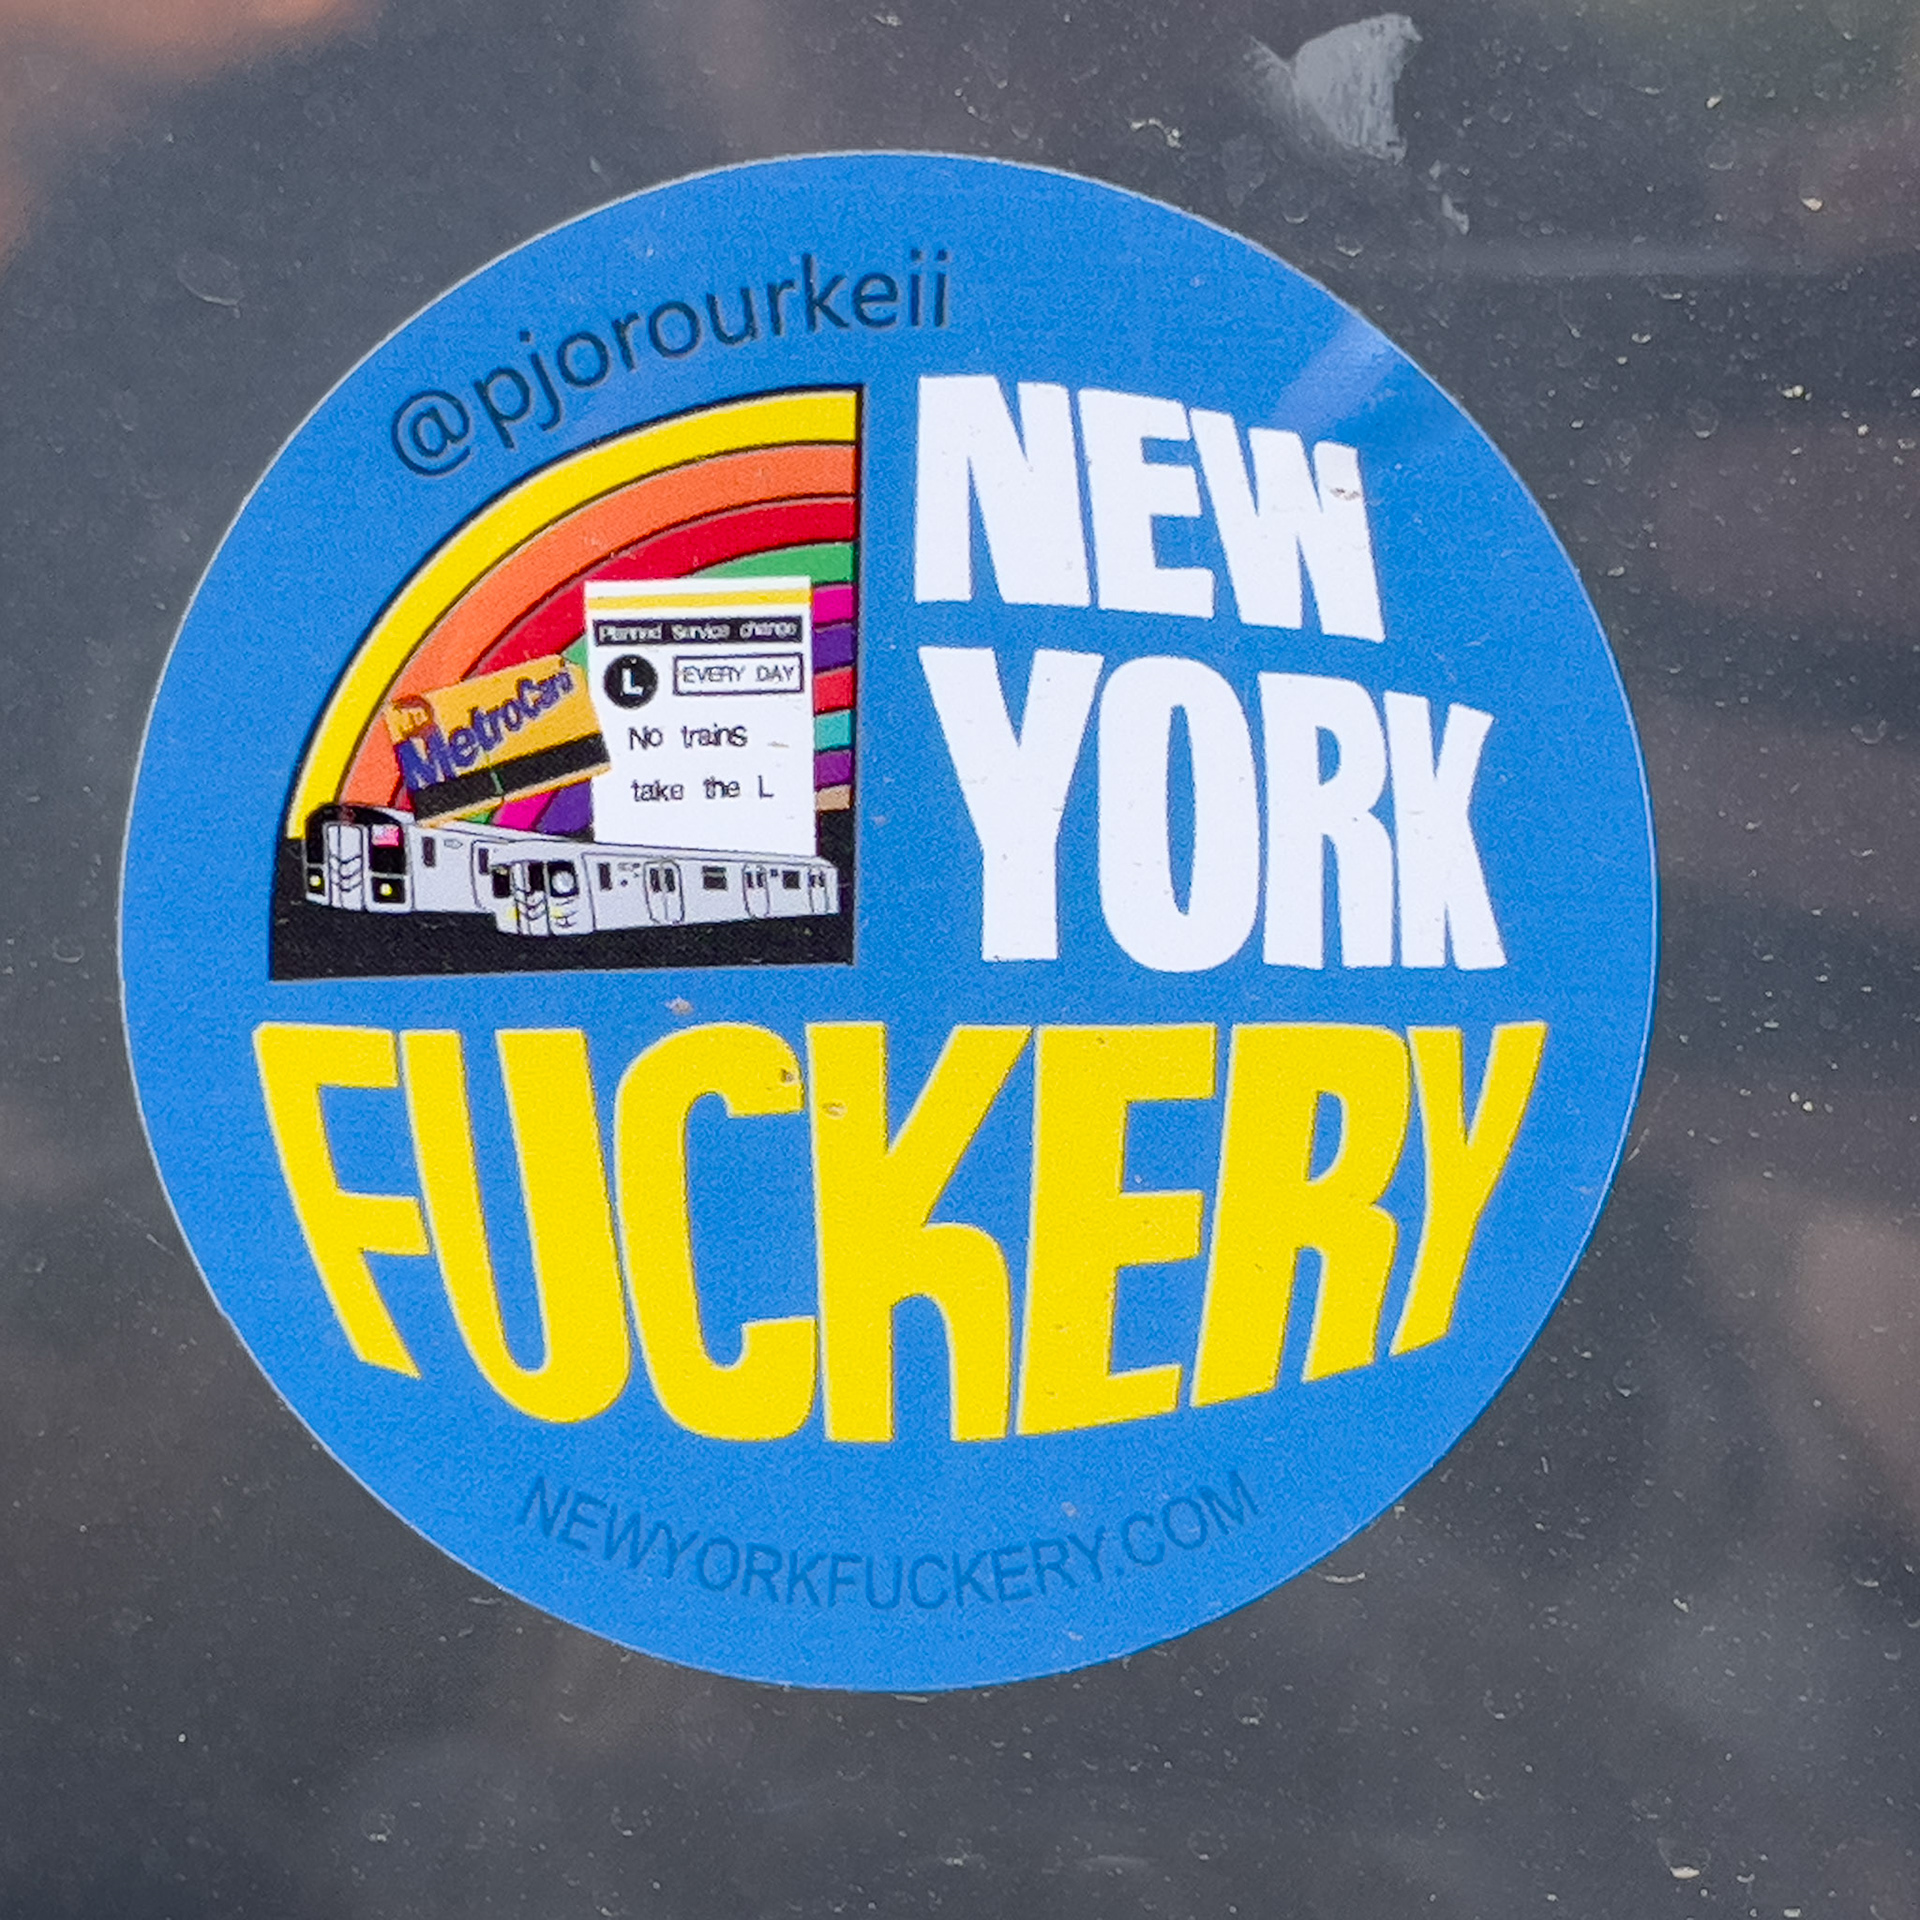 @pjorourkeii
NEW
YORK
Planned Service change
L
EVERY DAY
No trains
take the L
MetroCard
FUCKERY
NEWYORKFUCKERY.COM